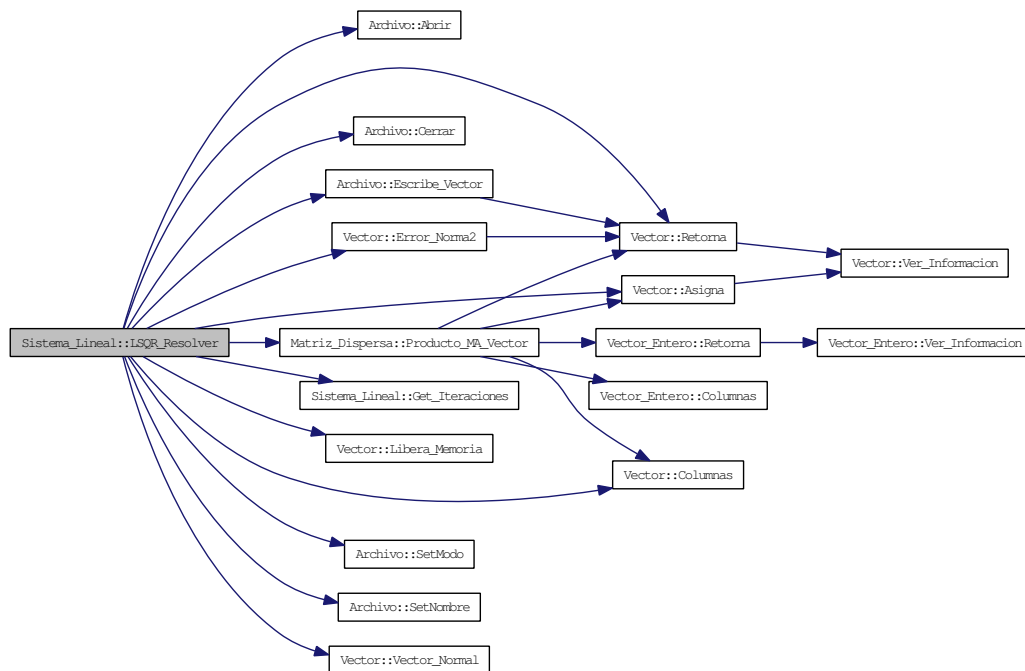 Archivo::Abrir
Archivo::Cerrar
Archivo::Escribe_Vector
Vector::Error_Norma2
Vector::Retorna
Vector::Ver_Informacion
Vector::Asigna
Sistema_Lineal::LSQR_Resolver
Matriz_Dispersa::Producto_MA_Vector
Vector_Entero::Retorna
Vector_Entero::Ver_Informacion
Sistema_Lineal::Get_Iteraciones
Vector_Entero::Columnas
Vector::Libera_Memoria
Vector::Columnas
Archivo::SetModo
Archivo::SetNombre
Vector::Vector_Normal